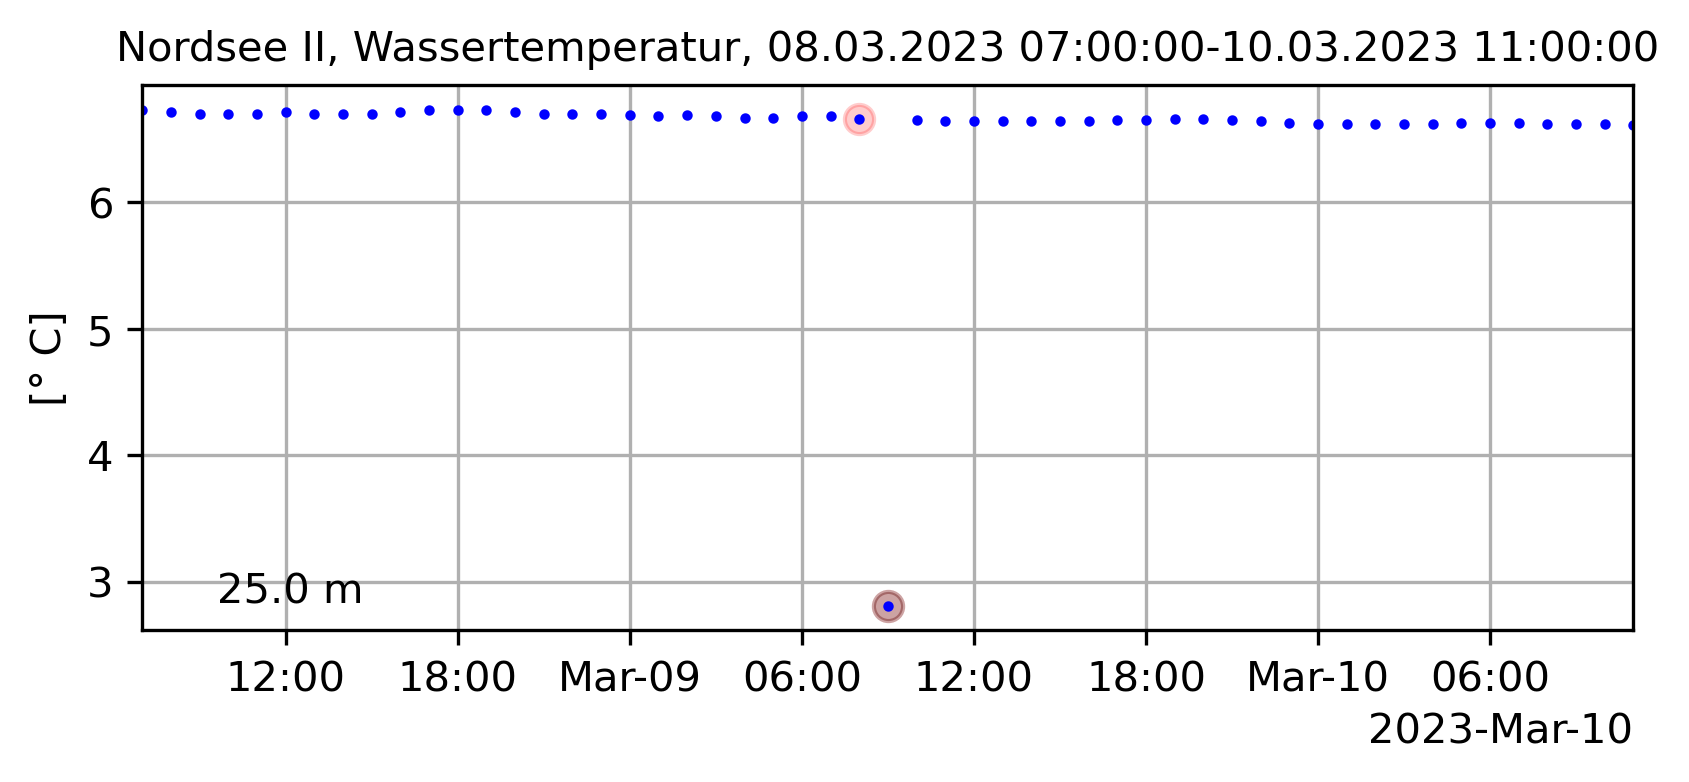 Nordsee II, Wassertemperatur, 08.03.2023 07:00:00-10.03.2023 11:00:00
[° C]
6
5
4
3
25.0 m
12:00 18:00 Mar-09 06:00 12:00 18:00 Mar-10 06:00
2023-Mar-10